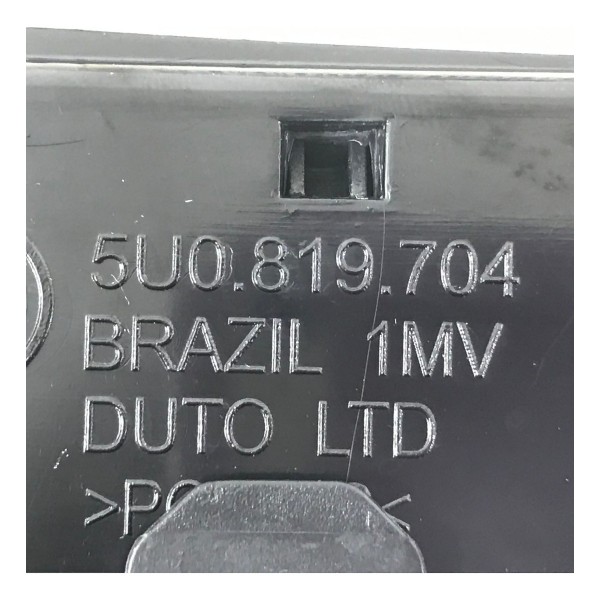 5U0.819.704
BRAZIL 1MV
DUTO LTD